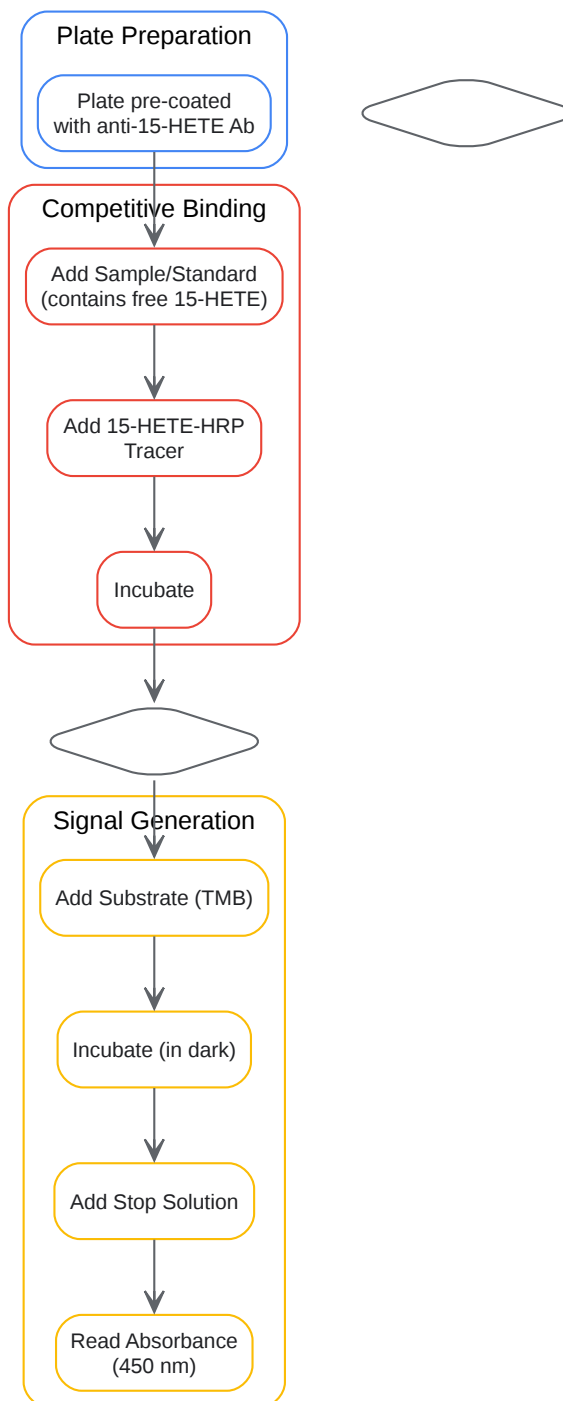 Plate Preparation
Plate pre-coated
with anti-15-HETE Ab
Competitive Binding
Add Sample/Standard
(contains free 15-HETE)
Add 15-HETE-HRP
Tracer
Incubate
Signal Generation
Add Substrate (TMB)
Incubate (in dark)
Add Stop Solution
Read Absorbance
(450 nm)